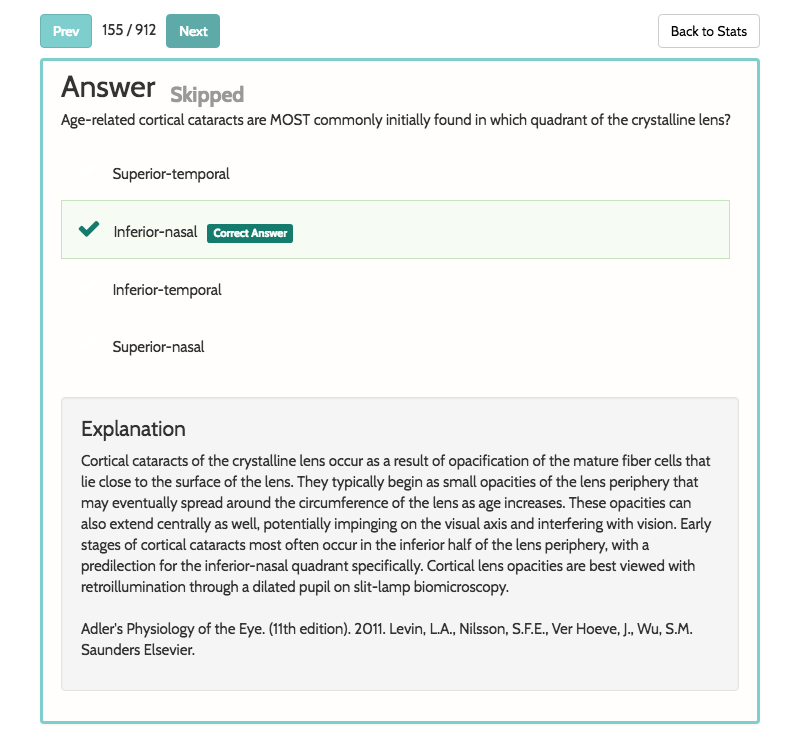 Prev 155 / 912 Next Back to Stats
Answer Skipped
Age-related cortical cataracts are MOST commonly initially found in which quadrant of the crystalline lens?
Superior-temporal
Inferior-nasal Correct Answer
Inferior-temporal
Superior-nasal
Explanation
Cortical cataracts of the crystalline lens occur as a result of opacification of the mature fiber cells that
lie close to the surface of the lens. They typically begin as small opacities of the lens periphery that
may eventually spread around the circumference of the lens as age increases. These opacities can
also extend centrally as well, potentially impinging on the visual axis and interfering with vision. Early
stages of cortical cataracts most often occur in the inferior half of the lens periphery, with a
predilection for the inferior-nasal quadrant specifically. Cortical lens opacities are best viewed with
retroillumination through a dilated pupil on slit-lamp biomicroscopy.
Adler's Physiology of the Eye. (11th edition). 2011. Levin, L.A., Nilsson, S.F.E., Ver Hoeve, J., Wu, S.M.
Saunders Elsevier.